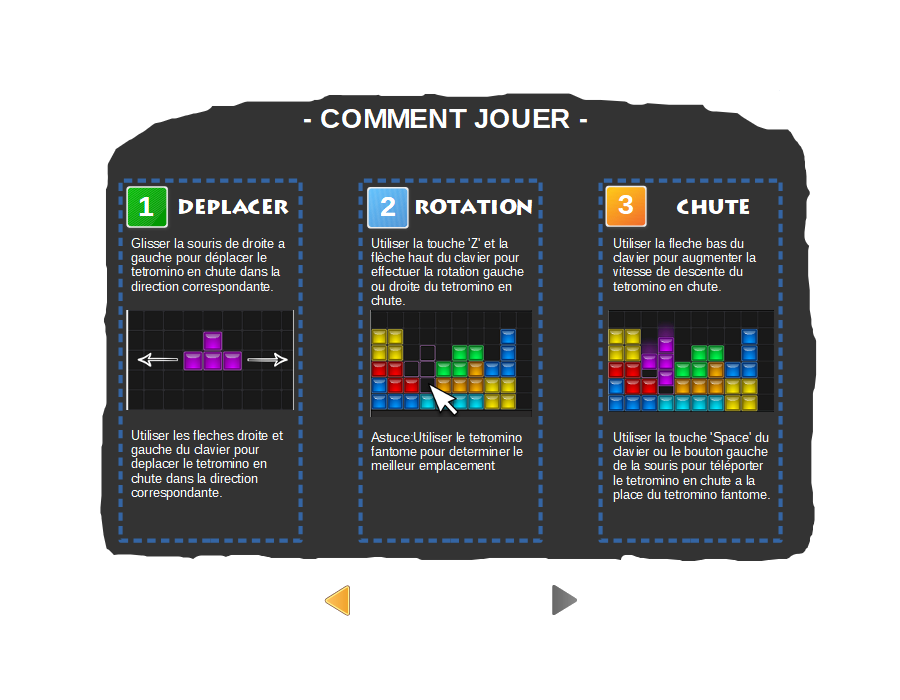 - COMMENT JOUER -
1 DEPLACER
Glisser la souris de droite a
gauche pour déplacer le
tetromino en chute dans la
direction correspondante.
Utiliser les fleches droite et
gauche du clavier pour
deplacer le tetromino en
chute dans la direction
correspondante.
2 ROTATION
Utiliser la touche 'Z' et la
flèche haut du clavier pour
effectuer la rotation gauche
ou droite du tetromino en
chute.
Astuce:Utiliser le tetromino
fantome pour determiner le
meilleur emplacement
3 CHUTE
Utiliser la fleche bas du
clavier pour augmenter la
vitesse de descente du
tetromino en chute.
Utiliser la touche 'Space' du
clavier ou le bouton gauche
de la souris pour téléporter
le tetromino en chute a la
place du tetromino fantome.